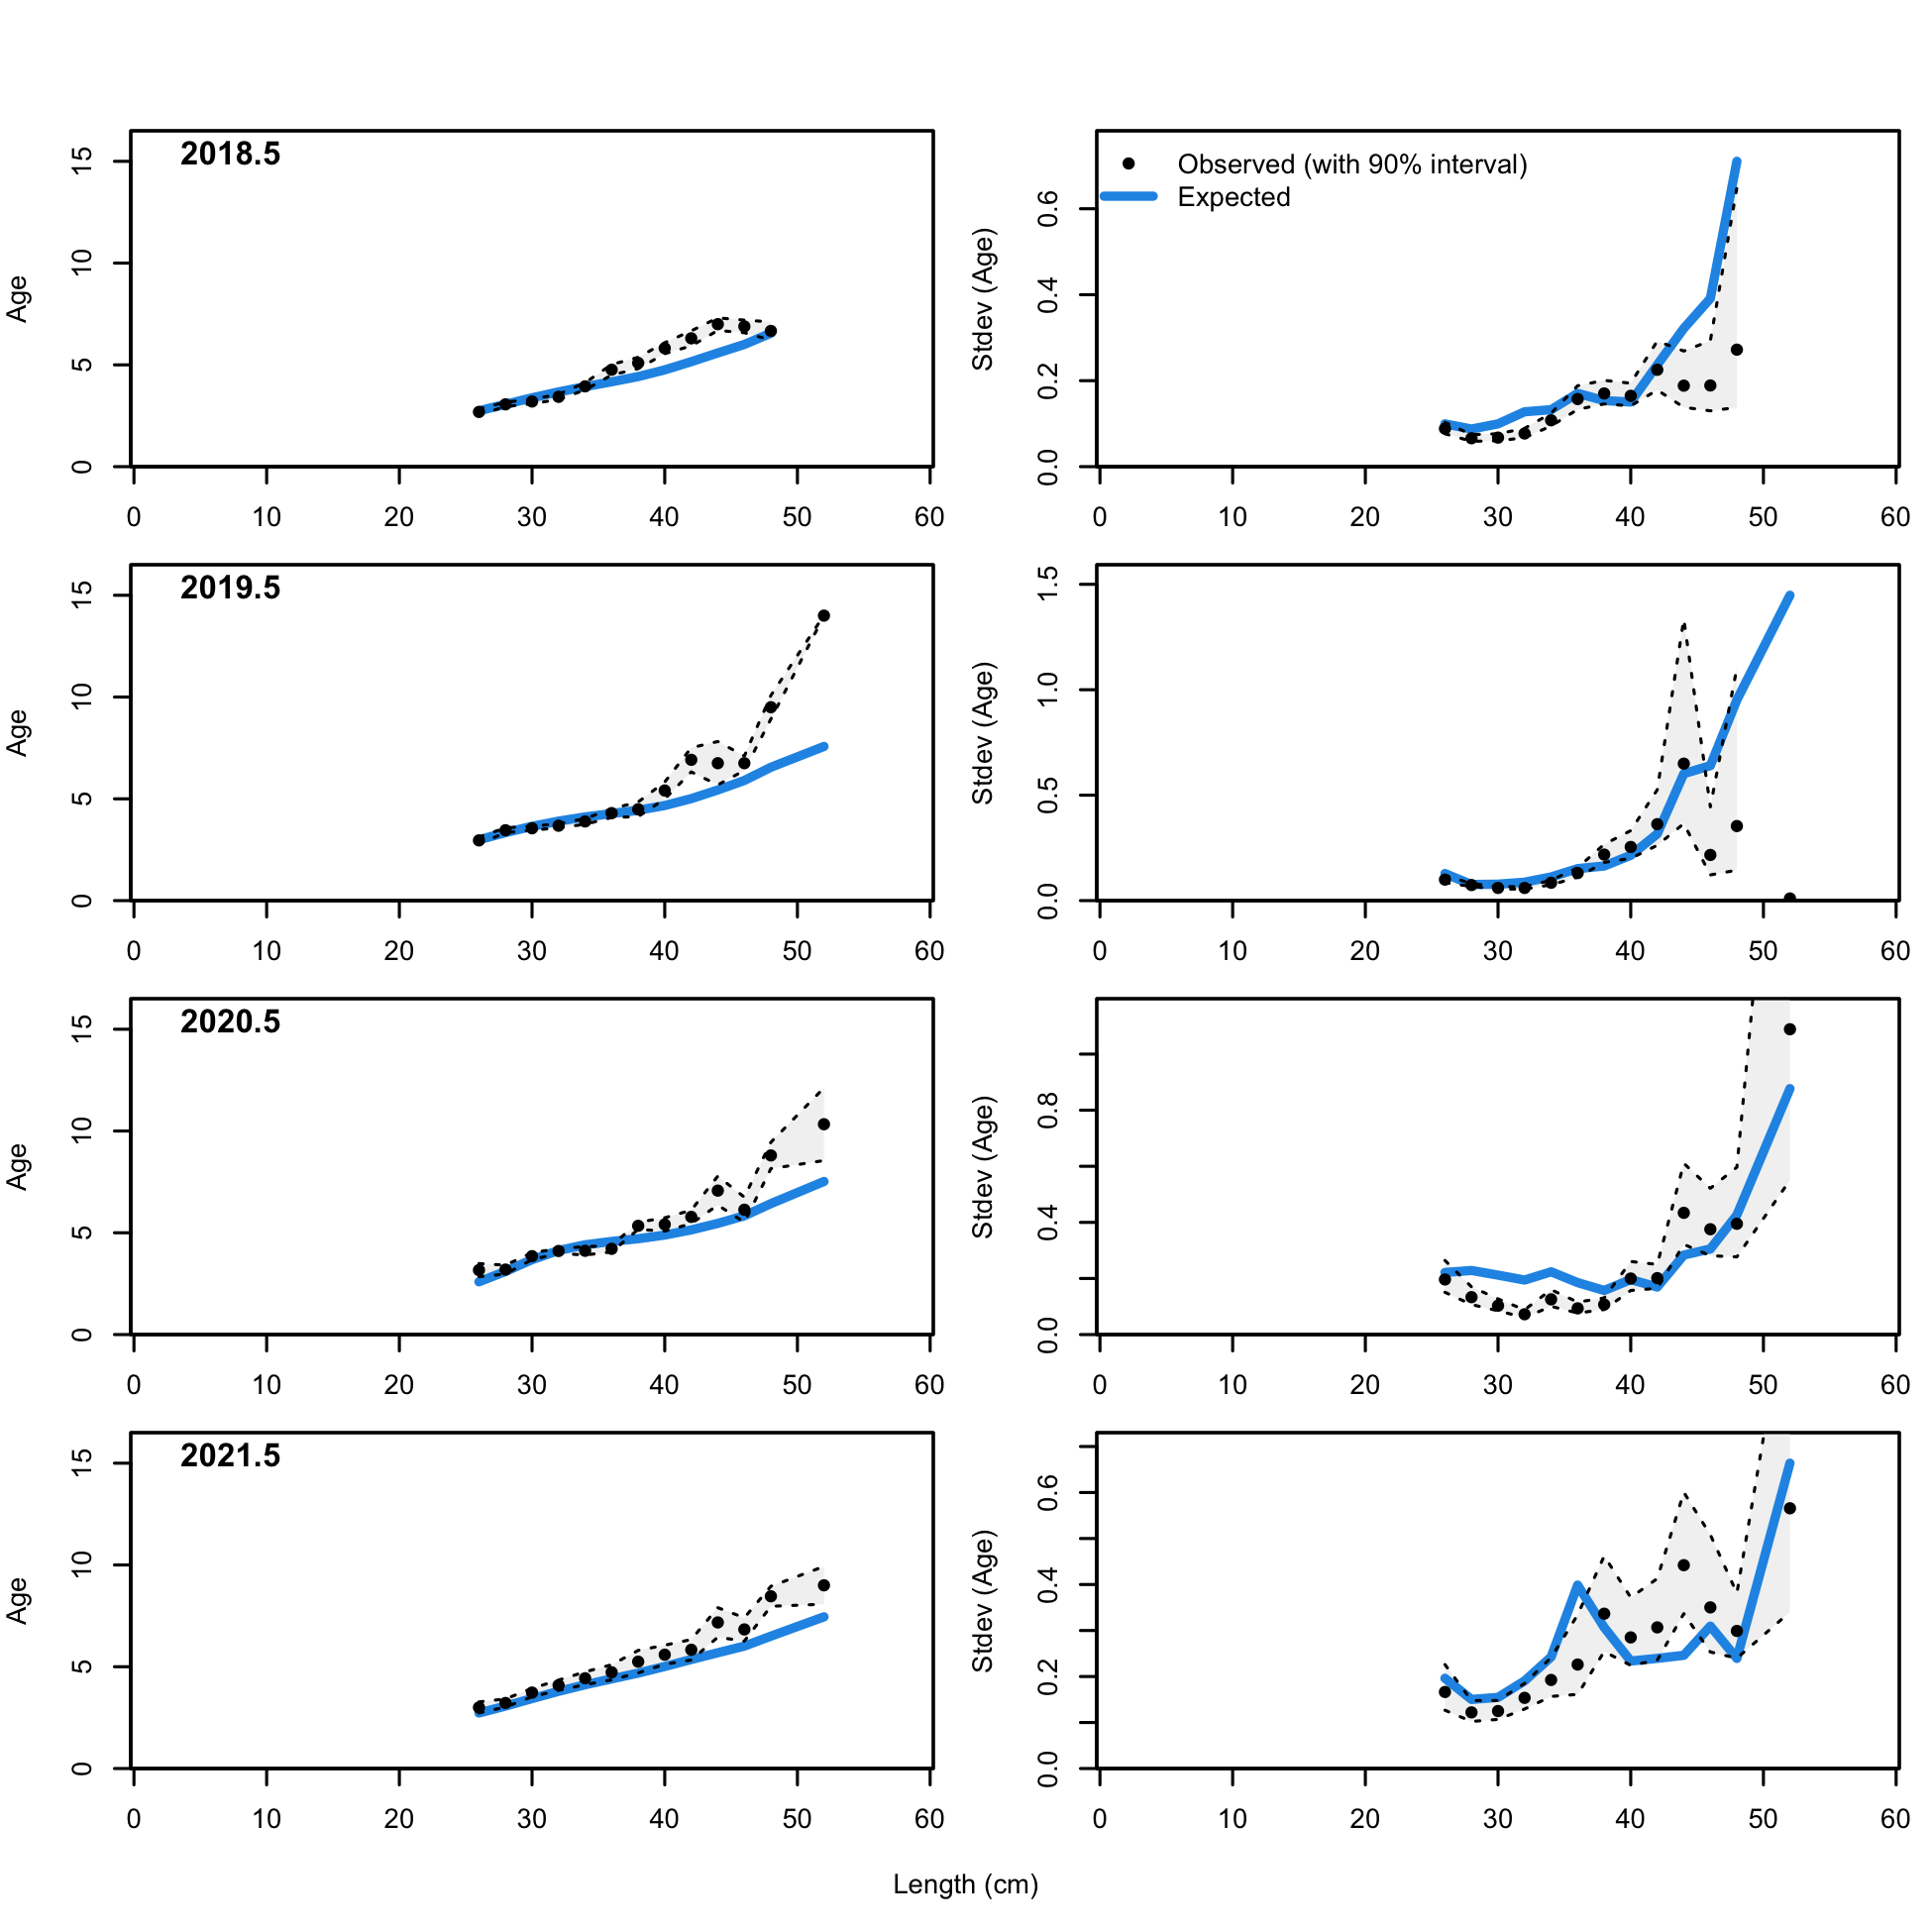 2018.5
Age
0 5 10 15
0 10 20 30 40 50 60
Observed (with 90% interval)
Expected
Stdev (Age)
0.0 0.2 0.4 0.6
0 10 20 30 40 50 60
2019.5
Age
0 5 10 15
0 10 20 30 40 50 60
Stdev (Age)
0.0 0.5 1.0 1.5
0 10 20 30 40 50 60
2020.5
Age
0 5 10 15
0 10 20 30 40 50 60
Stdev (Age)
0.0 0.4 0.8
0 10 20 30 40 50 60
2021.5
Age
0 5 10 15
0 10 20 30 40 50 60
Stdev (Age)
0.0 0.2 0.4 0.6
0 10 20 30 40 50 60
Length (cm)